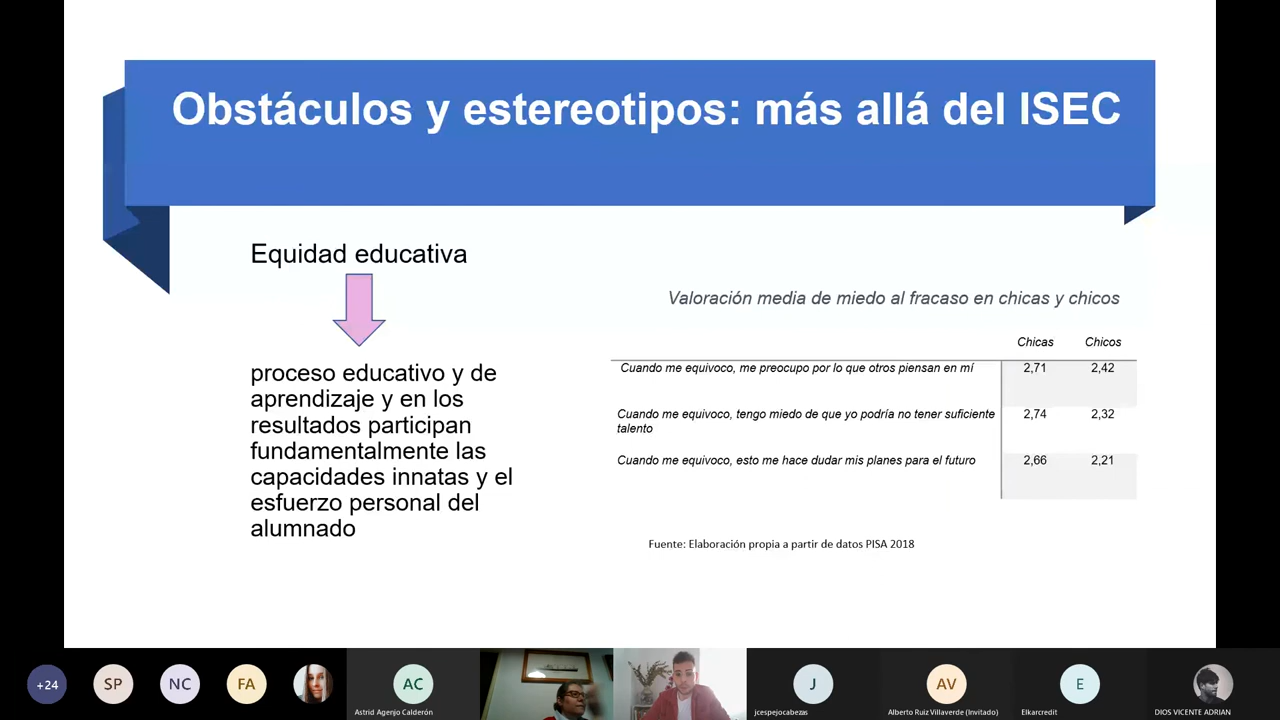 Obstáculos y estereotipos: más allá del ISEC
Equidad educativa
proceso educativo y de
aprendizaje y en los
resultados participan
fundamentalmente las
capacidades innatas y el
esfuerzo personal del
alumnado
Valoración media de miedo al fracaso en chicas y chicos
Chicas Chicos
Cuando me equivoco, me preocupo por lo que otros piensan en mí 2,71 2,42
Cuando me equivoco, tengo miedo de que yo podría no tener suficiente 2,74 2,32
talento
Cuando me equivoco, esto me hace dudar mis planes para el futuro 2,66 2,21
Fuente: Elaboración propia a partir de datos PISA 2018
+24 SP NC FA AC J AV E
Astrid Agenjo Calderón jcespejocabezas Alberto Ruiz Villaverde (Invitado) Elkarcredit DIOS VICENTE ADRIAN